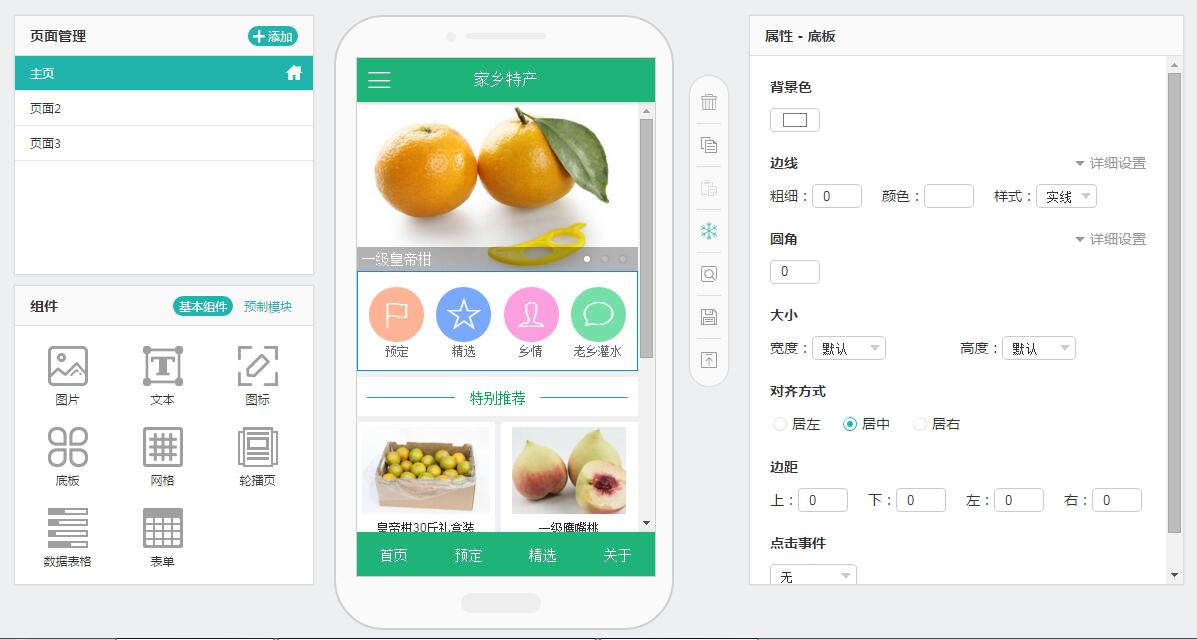 页面管理
添加
主页
页面2
页面3
组件
基本组件 预制模块
图片 文本 图标
底板 网格 轮播页
数据表格 表单
家乡特产
一级皇帝柑
预定 精选 乡情 老乡灌水
特别推荐
皇帝柑30斤礼盒装 一级鹰嘴桃
首页 预定 精选 关于
属性 - 底板
背景色
边线 详细设置
粗细： 0 颜色： 样式： 实线
圆角 详细设置
0
大小
宽度： 默认 高度： 默认
对齐方式
居左 居中 居右
边距
上： 0 下： 0 左： 0 右： 0
点击事件
无